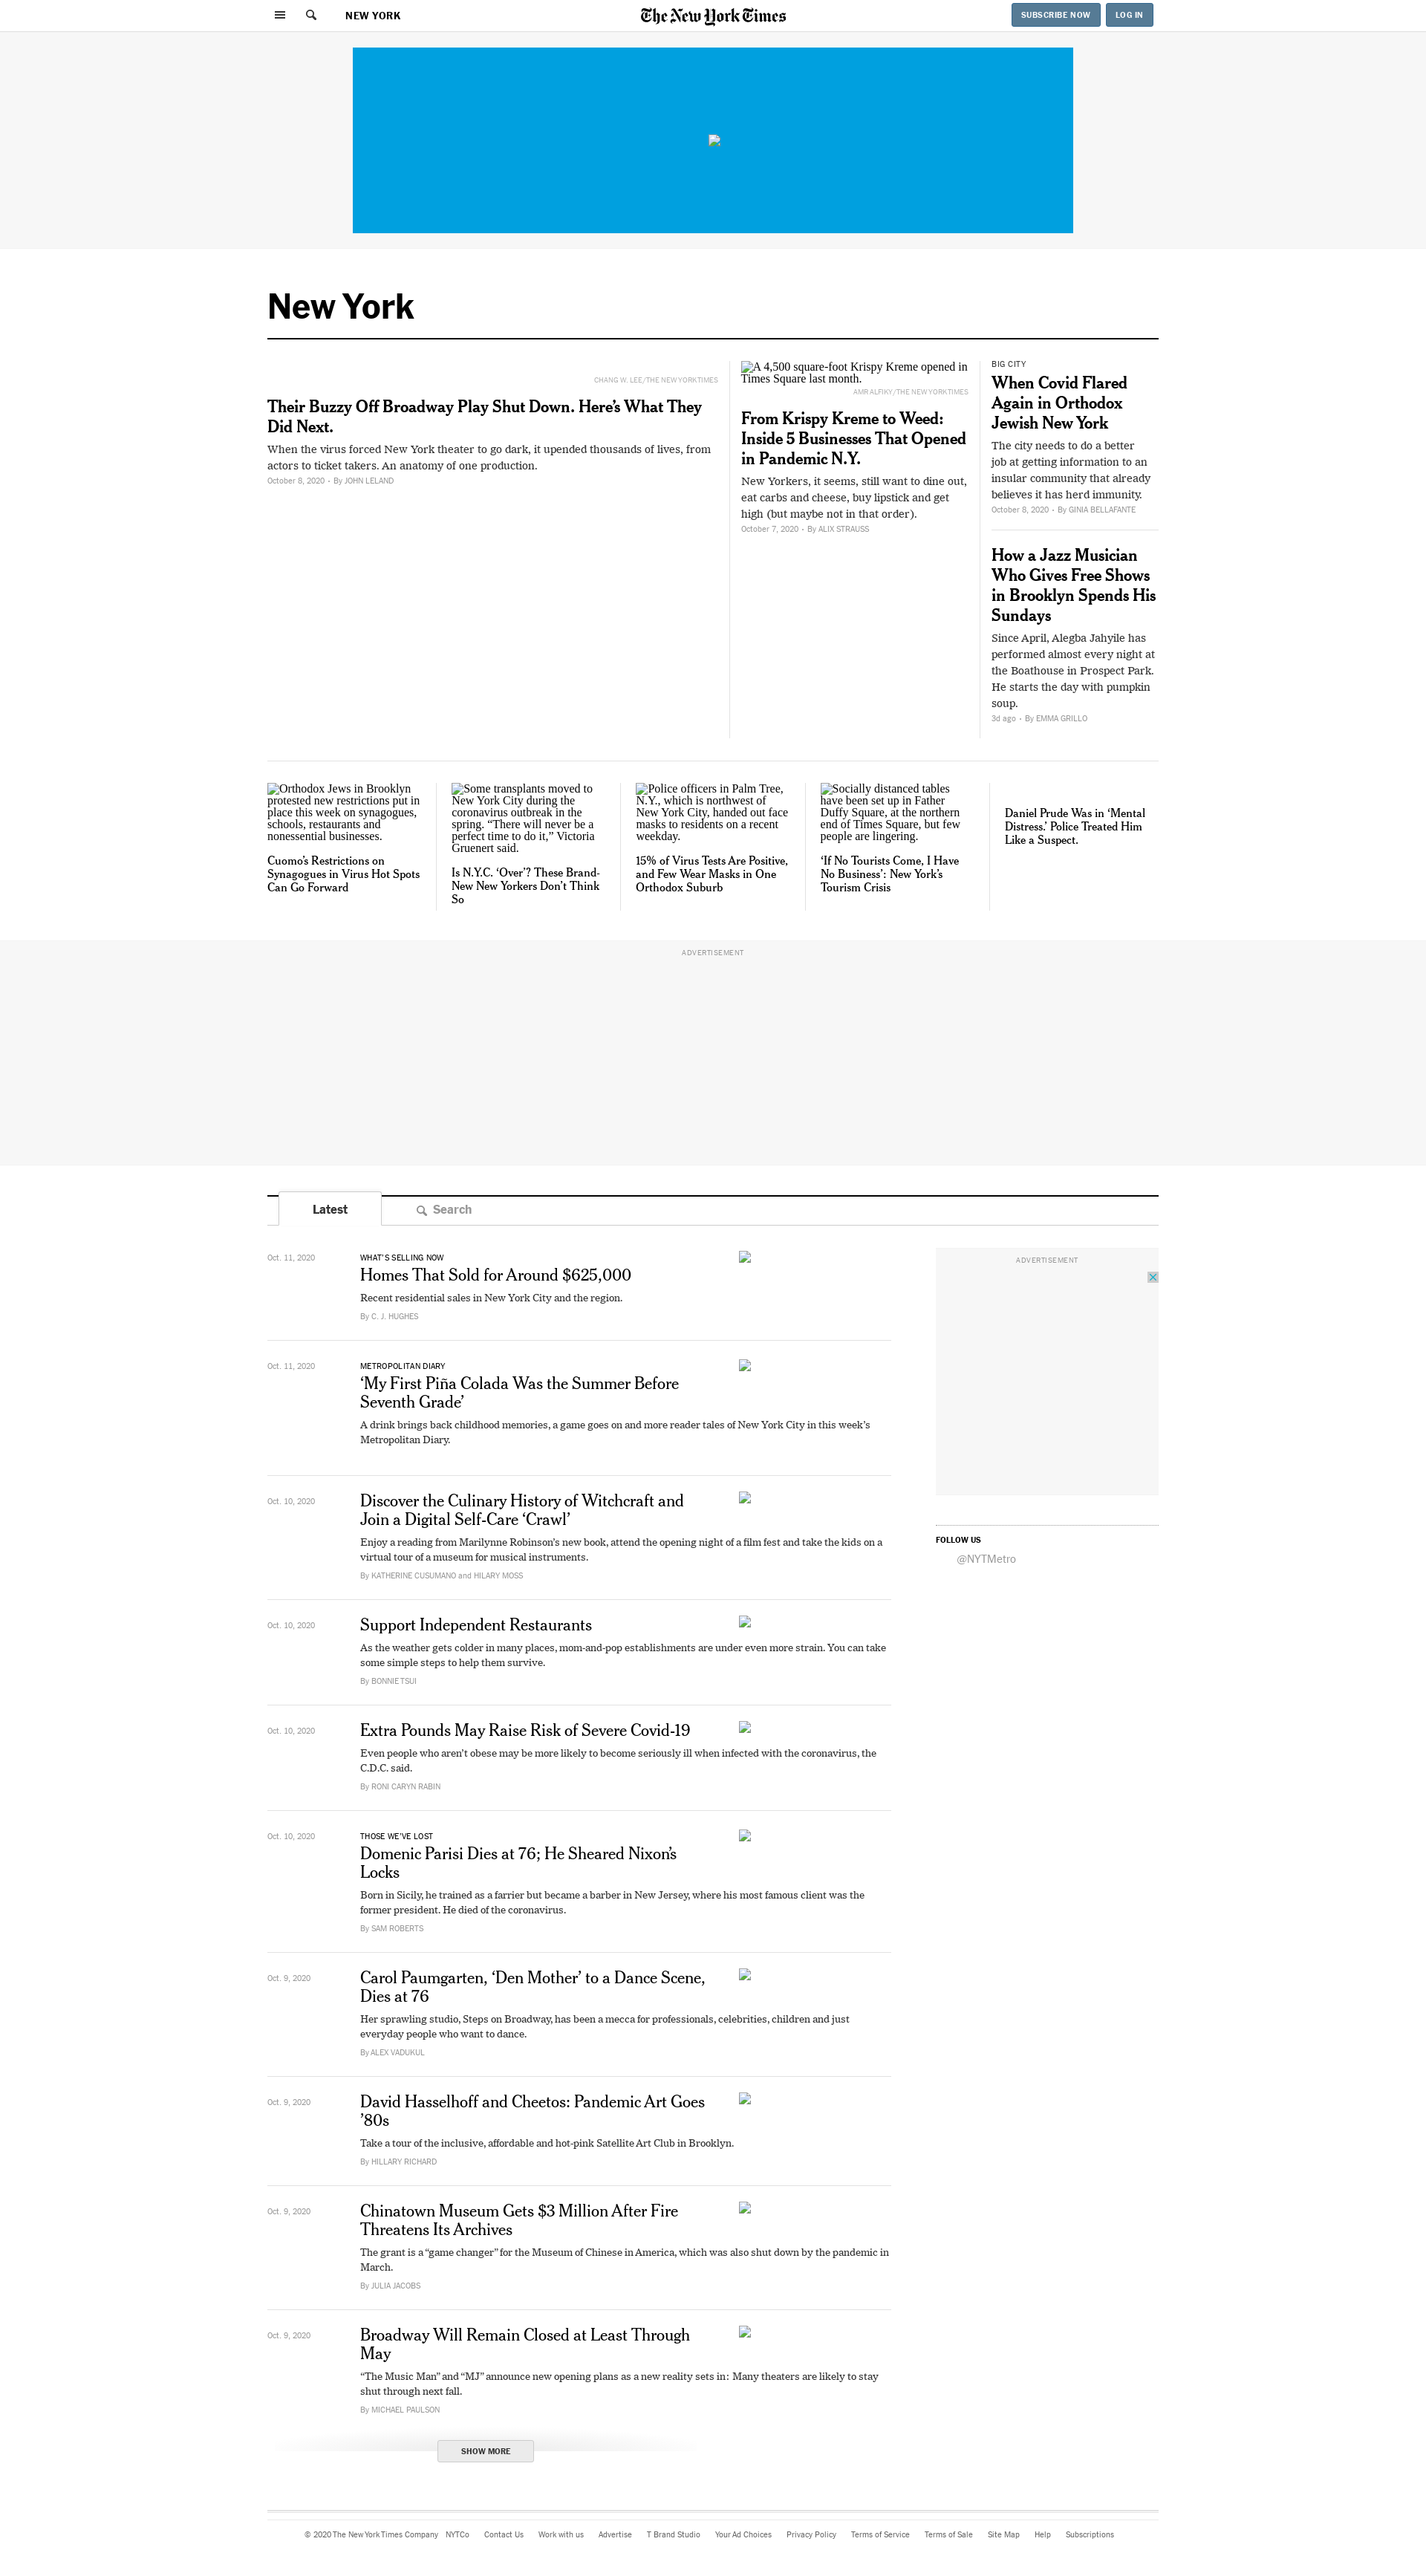 NEW YORK
The New York Times
SUBSCRIBE NOW
LOG IN
New York
CHANG W. LEE/THE NEW YORK TIMES
Their Buzzy Off Broadway Play Shut Down. Here’s What They
Did Next.
When the virus forced New York theater to go dark, it upended thousands of lives, from
actors to ticket takers. An anatomy of one production.
October 8, 2020 • By JOHN LELAND
A 4,500 square-foot Krispy Kreme opened in
Times Square last month.
AMR ALFIKY/THE NEW YORK TIMES
From Krispy Kreme to Weed:
Inside 5 Businesses That Opened
in Pandemic N.Y.
New Yorkers, it seems, still want to dine out,
eat carbs and cheese, buy lipstick and get
high (but maybe not in that order).
October 7, 2020 • By ALIX STRAUSS
BIG CITY
When Covid Flared
Again in Orthodox
Jewish New York
The city needs to do a better
job at getting information to an
insular community that already
believes it has herd immunity.
October 8, 2020 • By GINIA BELLAFANTE
How a Jazz Musician
Who Gives Free Shows
in Brooklyn Spends His
Sundays
Since April, Alegba Jahyile has
performed almost every night at
the Boathouse in Prospect Park.
He starts the day with pumpkin
soup.
3d ago • By EMMA GRILLO
Orthodox Jews in Brooklyn
protested new restrictions put in
place this week on synagogues,
schools, restaurants and
nonessential businesses.
Cuomo’s Restrictions on
Synagogues in Virus Hot Spots
Can Go Forward
Some transplants moved to
New York City during the
coronavirus outbreak in the
spring. “There will never be a
perfect time to do it,” Victoria
Gruenert said.
Is N.Y.C. ‘Over’? These Brand-
New New Yorkers Don’t Think
So
Police officers in Palm Tree,
N.Y., which is northwest of
New York City, handed out face
masks to residents on a recent
weekday.
15% of Virus Tests Are Positive,
and Few Wear Masks in One
Orthodox Suburb
Socially distanced tables
have been set up in Father
Duffy Square, at the northern
end of Times Square, but few
people are lingering.
‘If No Tourists Come, I Have
No Business’: New York’s
Tourism Crisis
Daniel Prude Was in ‘Mental
Distress.’ Police Treated Him
Like a Suspect.
ADVERTISEMENT
Latest
Search
Oct. 11, 2020
WHAT’S SELLING NOW
Homes That Sold for Around $625,000
Recent residential sales in New York City and the region.
By C. J. HUGHES
Oct. 11, 2020
METROPOLITAN DIARY
‘My First Piña Colada Was the Summer Before
Seventh Grade’
A drink brings back childhood memories, a game goes on and more reader tales of New York City in this week’s
Metropolitan Diary.
Oct. 10, 2020
Discover the Culinary History of Witchcraft and
Join a Digital Self-Care ‘Crawl’
Enjoy a reading from Marilynne Robinson’s new book, attend the opening night of a film fest and take the kids on a
virtual tour of a museum for musical instruments.
By KATHERINE CUSUMANO and HILARY MOSS
Oct. 10, 2020
Support Independent Restaurants
As the weather gets colder in many places, mom-and-pop establishments are under even more strain. You can take
some simple steps to help them survive.
By BONNIE TSUI
Oct. 10, 2020
Extra Pounds May Raise Risk of Severe Covid-19
Even people who aren’t obese may be more likely to become seriously ill when infected with the coronavirus, the
C.D.C. said.
By RONI CARYN RABIN
Oct. 10, 2020
THOSE WE’VE LOST
Domenic Parisi Dies at 76; He Sheared Nixon’s
Locks
Born in Sicily, he trained as a farrier but became a barber in New Jersey, where his most famous client was the
former president. He died of the coronavirus.
By SAM ROBERTS
Oct. 9, 2020
Carol Paumgarten, ‘Den Mother’ to a Dance Scene,
Dies at 76
Her sprawling studio, Steps on Broadway, has been a mecca for professionals, celebrities, children and just
everyday people who want to dance.
By ALEX VADUKUL
Oct. 9, 2020
David Hasselhoff and Cheetos: Pandemic Art Goes
’80s
Take a tour of the inclusive, affordable and hot-pink Satellite Art Club in Brooklyn.
By HILLARY RICHARD
Oct. 9, 2020
Chinatown Museum Gets $3 Million After Fire
Threatens Its Archives
The grant is a “game changer” for the Museum of Chinese in America, which was also shut down by the pandemic in
March.
By JULIA JACOBS
Oct. 9, 2020
Broadway Will Remain Closed at Least Through
May
“The Music Man” and “MJ” announce new opening plans as a new reality sets in: Many theaters are likely to stay
shut through next fall.
By MICHAEL PAULSON
SHOW MORE
ADVERTISEMENT
FOLLOW US
@NYTMetro
© 2020 The New York Times Company NYTCo Contact Us Work with us Advertise T Brand Studio Your Ad Choices Privacy Policy Terms of Service Terms of Sale Site Map Help Subscriptions